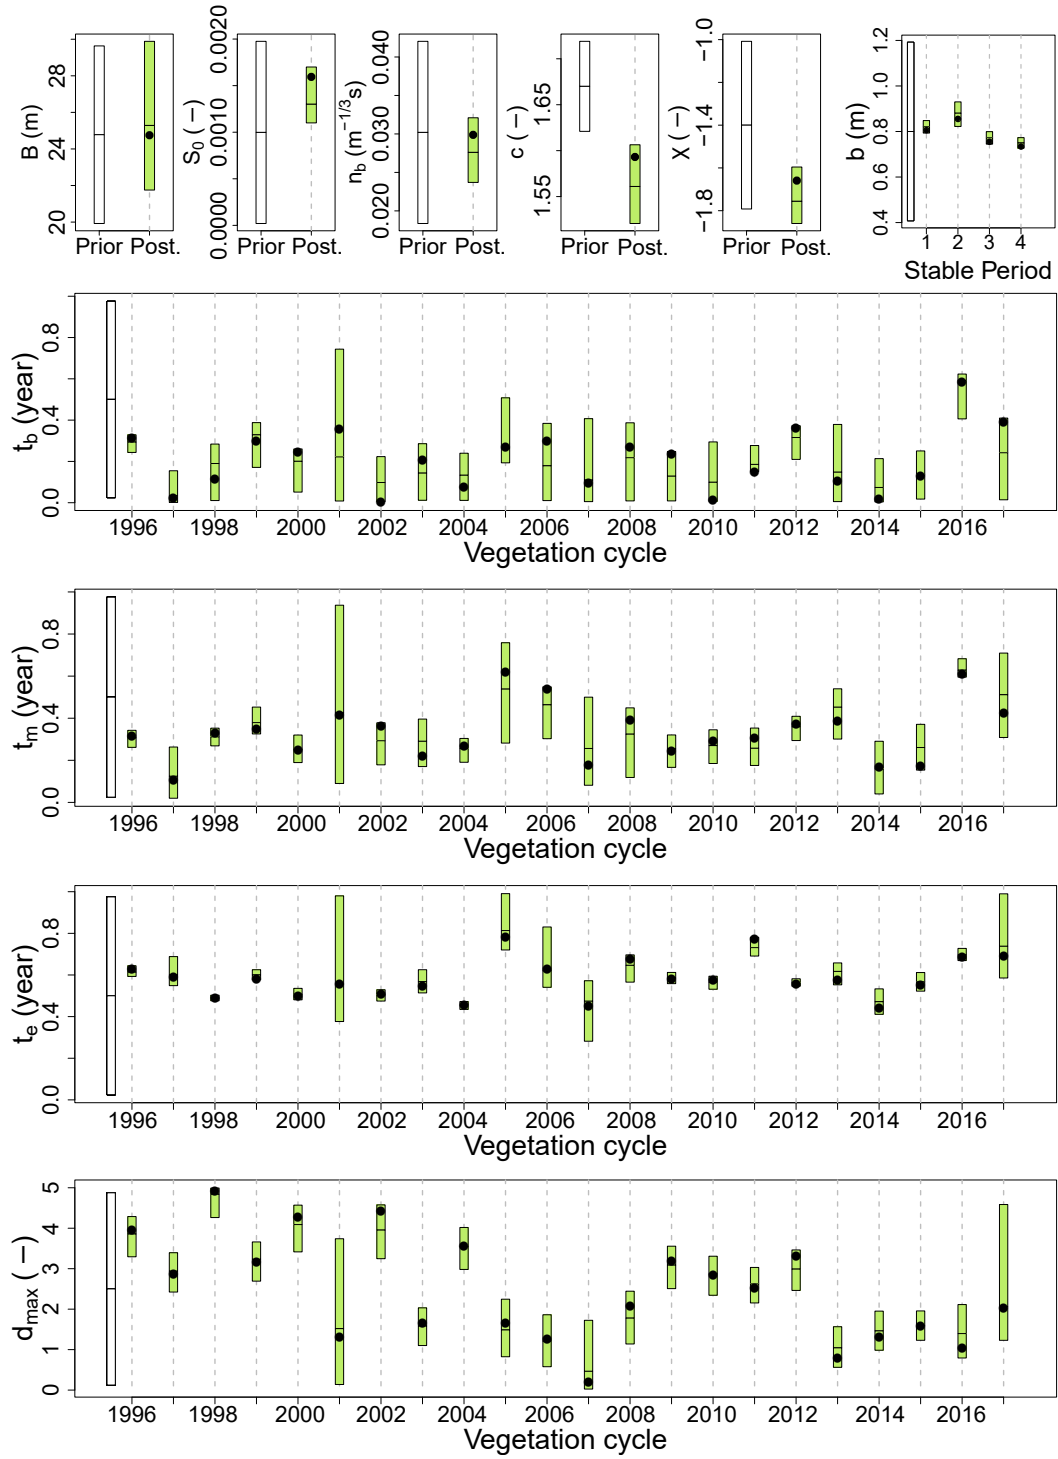 B (m)
20
24
28
Prior Post.
S0 (−)
0.0000
0.0010
0.0020
Prior Post.
nb (m−1/3s)
0.020
0.030
0.040
Prior Post.
c (−)
1.55
1.65
Prior Post.
X (−)
−1.8
−1.4
−1.0
Prior Post.
b (m)
0.4
0.6
0.8
1.0
1.2
1 2 3 4
Stable Period
tb (year)
0.0
0.4
0.8
1996 1998 2000 2002 2004 2006 2008 2010 2012 2014 2016
Vegetation cycle
tm (year)
0.0
0.4
0.8
1996 1998 2000 2002 2004 2006 2008 2010 2012 2014 2016
Vegetation cycle
te (year)
0.0
0.4
0.8
1996 1998 2000 2002 2004 2006 2008 2010 2012 2014 2016
Vegetation cycle
dmax (−)
0
1
2
3
4
5
1996 1998 2000 2002 2004 2006 2008 2010 2012 2014 2016
Vegetation cycle